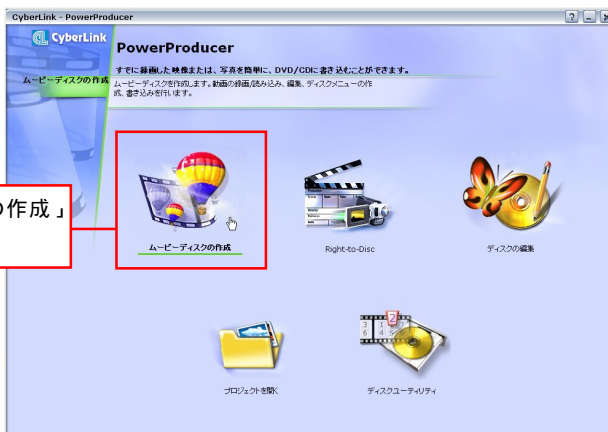 CyberLink - PowerProducer
CyberLink
PowerProducer
すでに録画した映像または、写真を簡単に、DVD/CDに書き込むことができます。
ムービーディスクの作成
ムービーディスクを作成します。動画の録画/読み込み、編集、ディスクメニューの作
成、書き込みを行います。
の作成」
ムービーディスクの作成
Right-to-Disc
ディスクの編集
プロジェクトを開く
ディスクユーティリティ